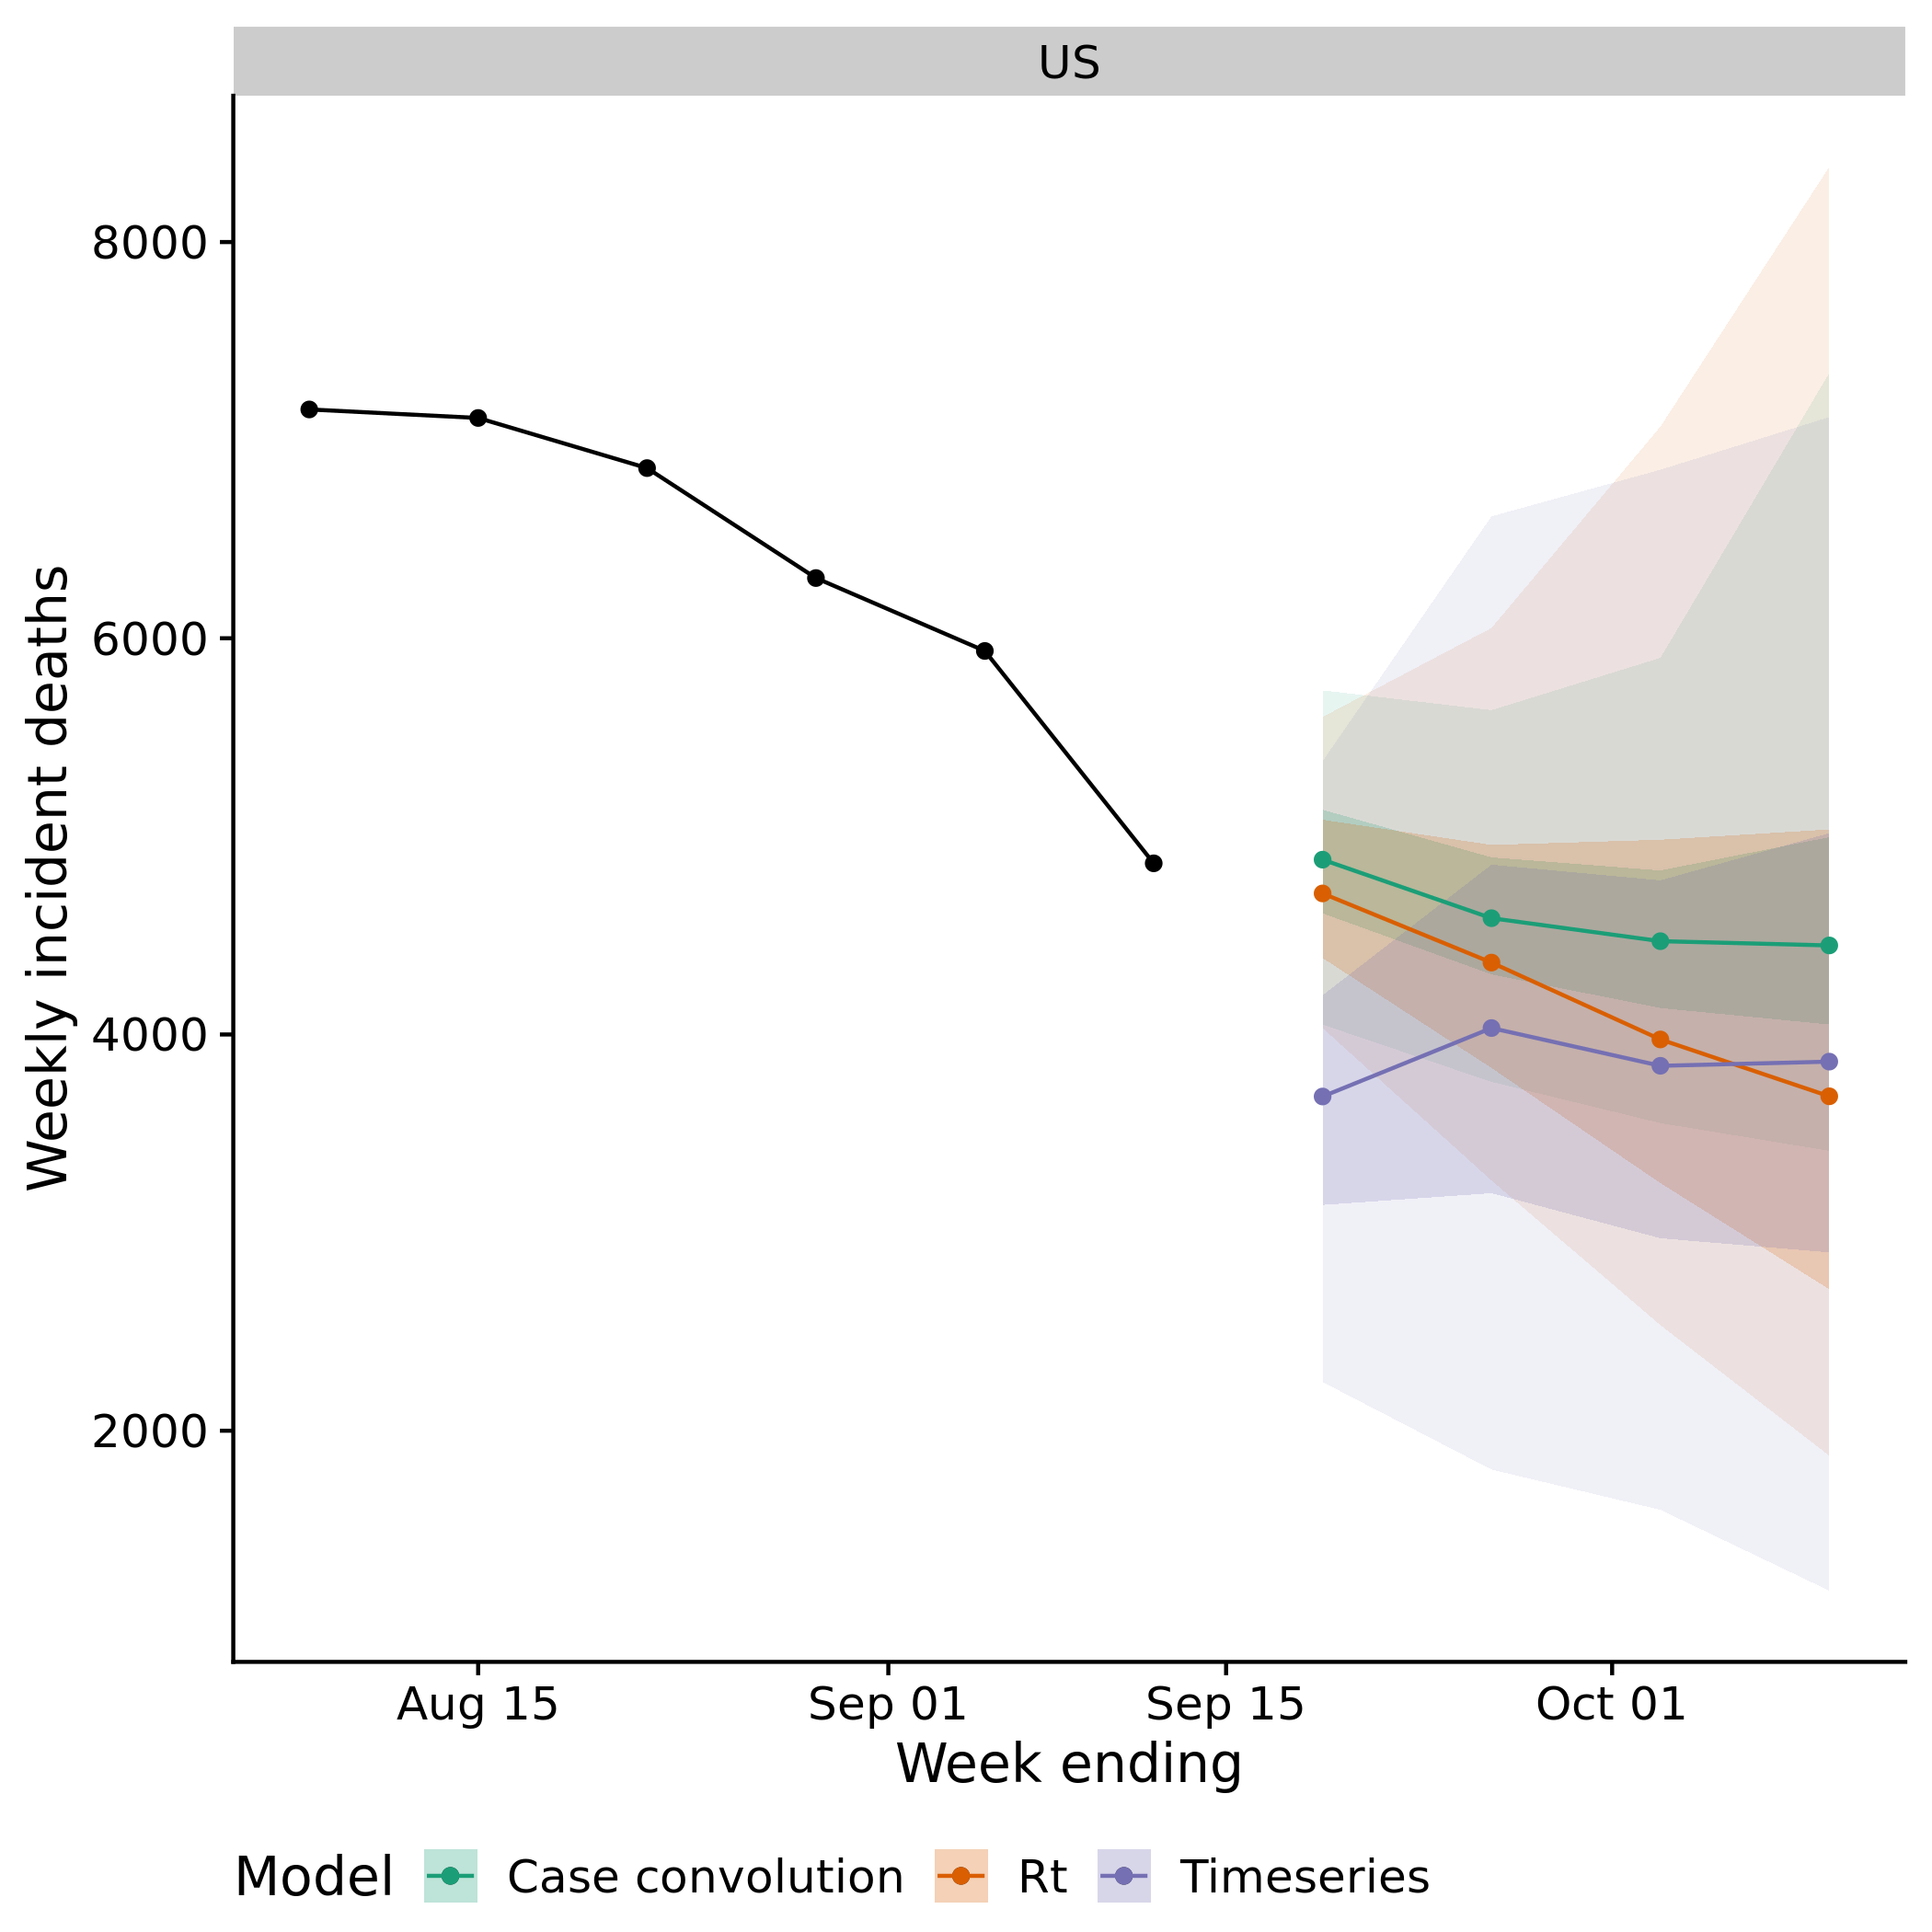 US
8000
6000
4000
2000
Weekly incident deaths
Aug 15 Sep 01 Sep 15 Oct 01
Week ending
Model Case convolution Rt Timeseries